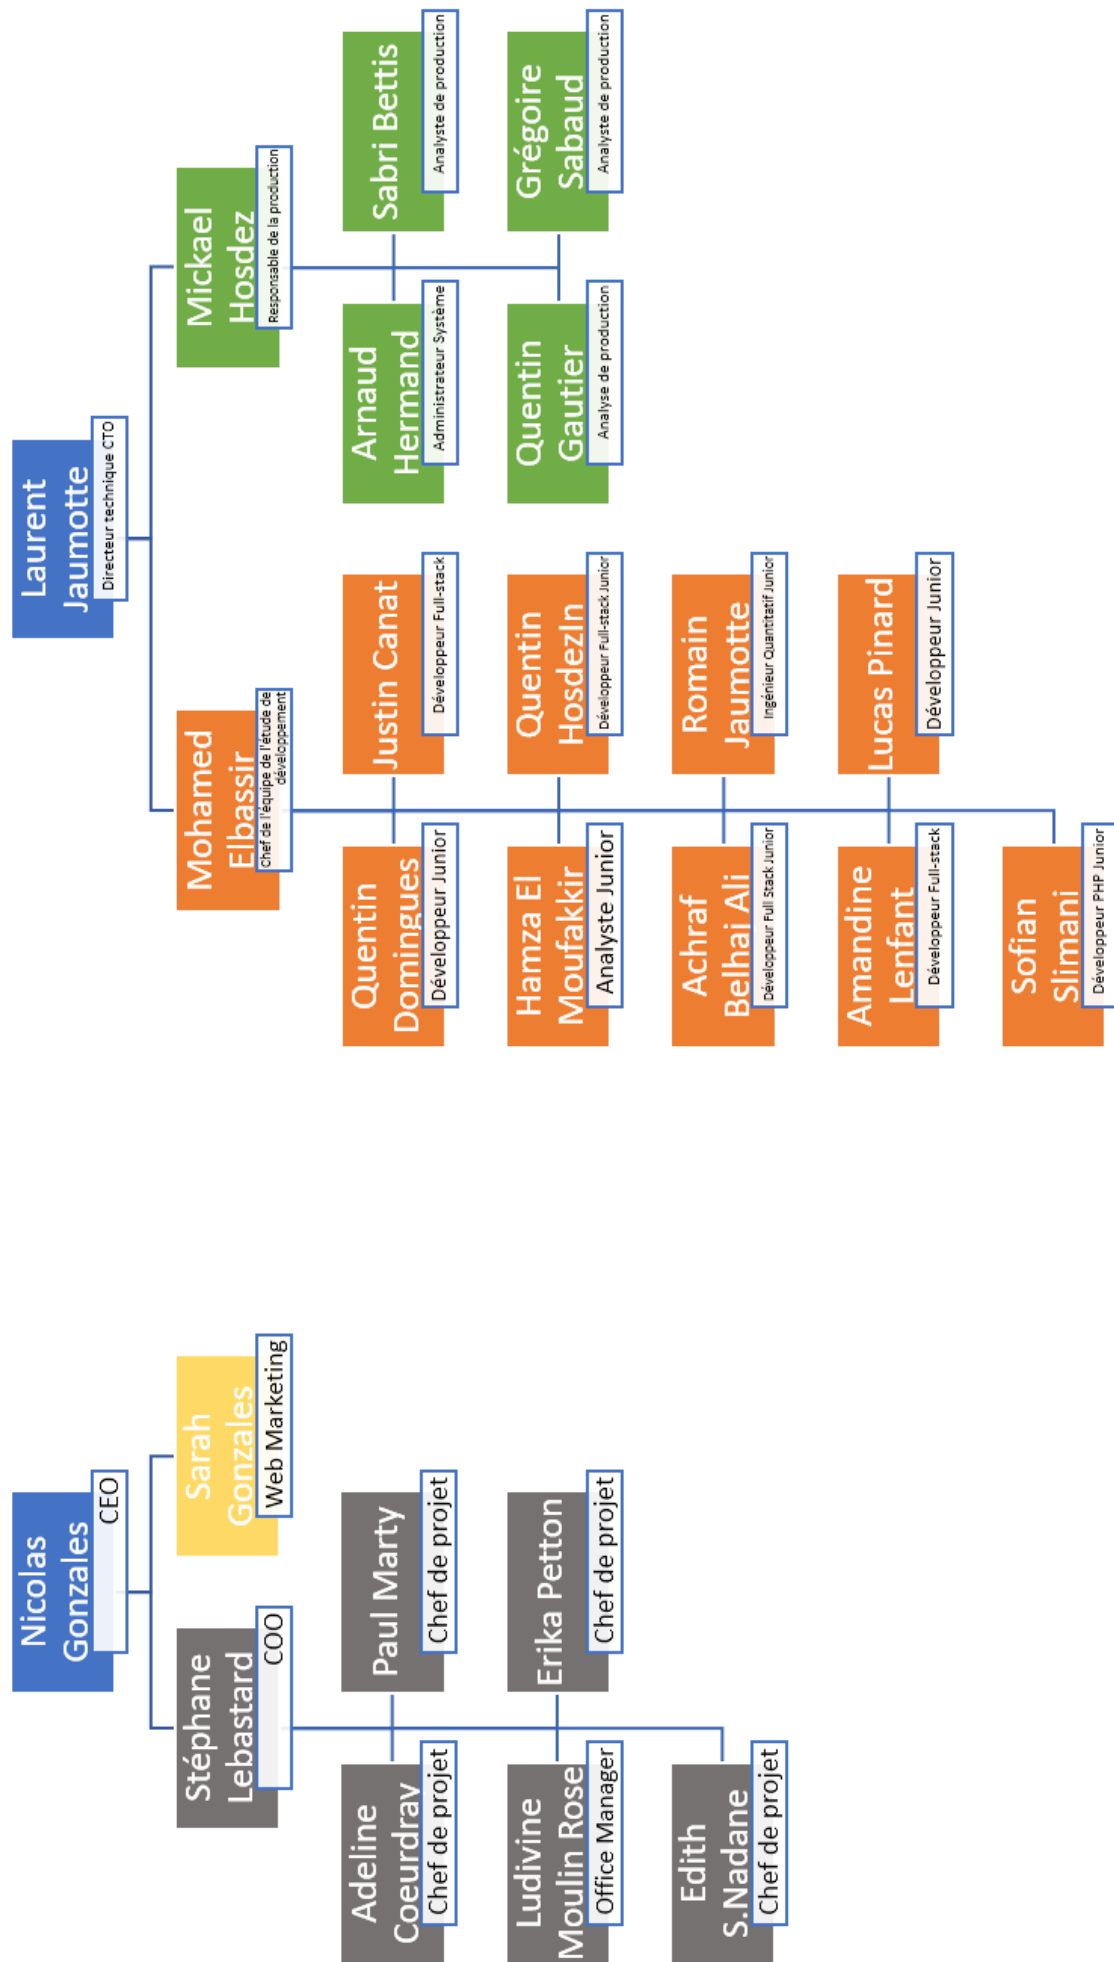 Nicolas
Gonzales
CEO
Stéphane
Lebastard
COO
Sarah
Gonzales
Web Marketing
Adeline
Coeurdray
Chef de projet
Paul Marty
Chef de projet
Ludivine
Moulin Rose
Office Manager
Erika Petton
Chef de projet
Edith
S.Nadane
Chef de projet
Laurent
Jaumotte
Directeur technique CTO
Mohamed
Elbassir
Chef de l'équipe de l'étude de
développement
Mickael
Hosdez
Responsable de la production
Quentin
Domingues
Développeur Junior
Justin Canat
Développeur Full-stack
Hamza El
Moufakkir
Analyste Junior
Quentin
HosdezIn
Développeur Full-stack Junior
Achraf
Belhai Ali
Développeur Full Stack Junior
Romain
Jaumotte
Ingénieur Quantitatif Junior
Amandine
Lenfant
Développeur Full-stack
Lucas Pinard
Développeur Junior
Sofian
Slimani
Développeur PHP Junior
Arnaud
Hermand
Administrateur Système
Sabri Bettis
Analyste de production
Quentin
Gautier
Analyse de production
Grégoire
Sabaud
Analyste de production